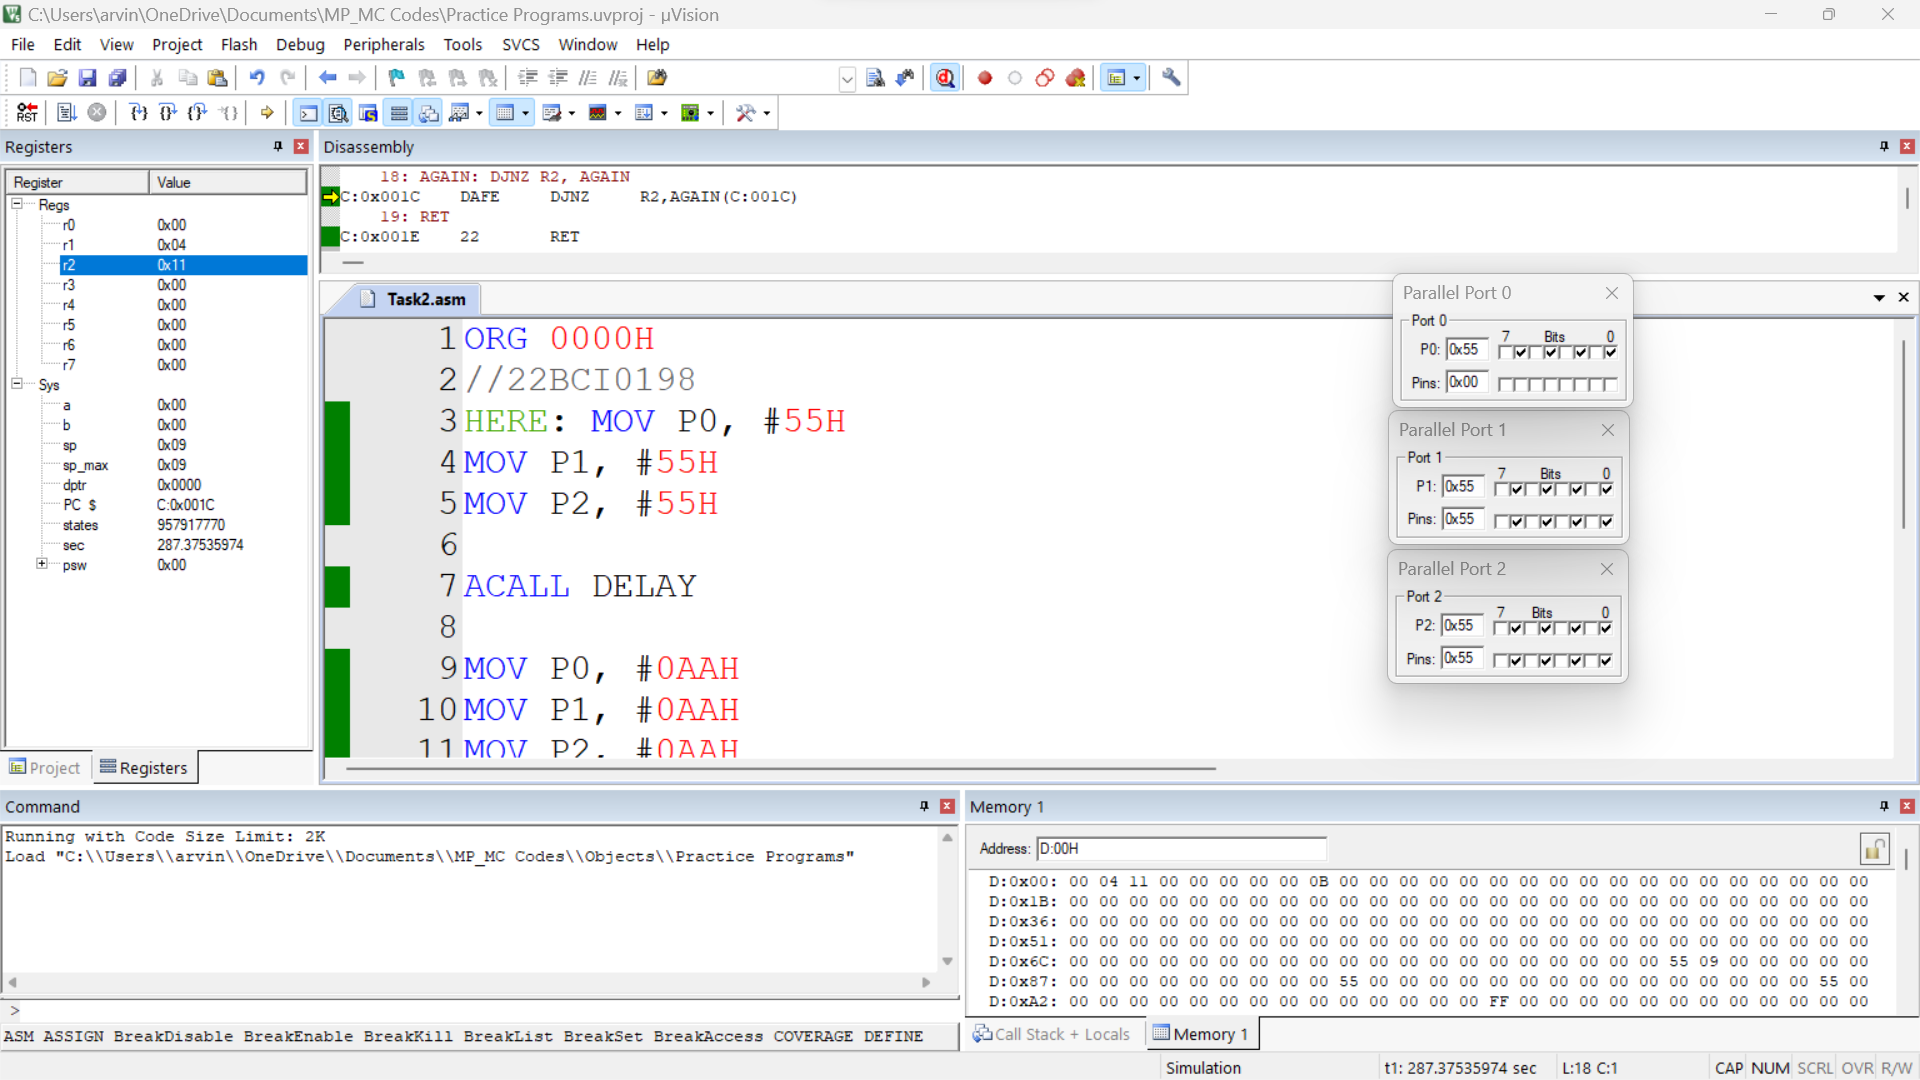 C:\Users\arvin\OneDrive\Documents\MP_MC Codes\Practice Programs.uvproj - µVision
File Edit View Project Flash Debug Peripherals Tools SVCS Window Help
RST
Registers
Register Value
Regs
r0 0x00
r1 0x04
r2 0x11
r3 0x00
r4 0x00
r5 0x00
r6 0x00
r7 0x00
Sys
a 0x00
b 0x00
sp 0x09
sp_max 0x09
dptr 0x0000
PC $ C:0x001C
states 957917770
sec 287.37535974
psw 0x00
Project Registers
Disassembly
18: AGAIN: DJNZ R2, AGAIN
C:0x001C DAFE DJNZ R2,AGAIN(C:001C)
19: RET
C:0x001E 22 RET
Task2.asm
1 ORG 0000H
2 //22BCI0198
3 HERE: MOV P0, #55H
4 MOV P1, #55H
5 MOV P2, #55H
6
7 ACALL DELAY
8
9 MOV P0, #0AAH
10 MOV P1, #0AAH
11 MOV P2, #0AAH
Parallel Port 0
Port 0
7 Bits 0
P0: 0x55
Pins: 0x00
Parallel Port 1
Port 1
7 Bits 0
P1: 0x55
Pins: 0x55
Parallel Port 2
Port 2
7 Bits 0
P2: 0x55
Pins: 0x55
Command
Running with Code Size Limit: 2K
Load "C:\\Users\\arvin\\OneDrive\\Documents\\MP_MC Codes\\Objects\\Practice Programs"
>
ASM ASSIGN BreakDisable BreakEnable BreakKill BreakList BreakSet BreakAccess COVERAGE DEFINE
Memory 1
Address: D:00H
D:0x00: 00 04 11 00 00 00 00 00 0B 00 00 00 00 00 00 00 00 00 00 00 00 00 00 00 00 00 00
D:0x1B: 00 00 00 00 00 00 00 00 00 00 00 00 00 00 00 00 00 00 00 00 00 00 00 00 00 00 00
D:0x36: 00 00 00 00 00 00 00 00 00 00 00 00 00 00 00 00 00 00 00 00 00 00 00 00 00 00 00
D:0x51: 00 00 00 00 00 00 00 00 00 00 00 00 00 00 00 00 00 00 00 00 00 00 00 00 00 00 00
D:0x6C: 00 00 00 00 00 00 00 00 00 00 00 00 00 00 00 00 00 00 00 00 55 09 00 00 00 00 00
D:0x87: 00 00 00 00 00 00 00 00 00 55 00 00 00 00 00 00 00 00 00 00 00 00 00 00 00 55 00
D:0xA2: 00 00 00 00 00 00 00 00 00 00 00 00 00 00 FF 00 00 00 00 00 00 00 00 00 00 00 00
Call Stack + Locals Memory 1
Simulation t1: 287.37535974 sec L:18 C:1 CAP NUM SCRL OVR R/W